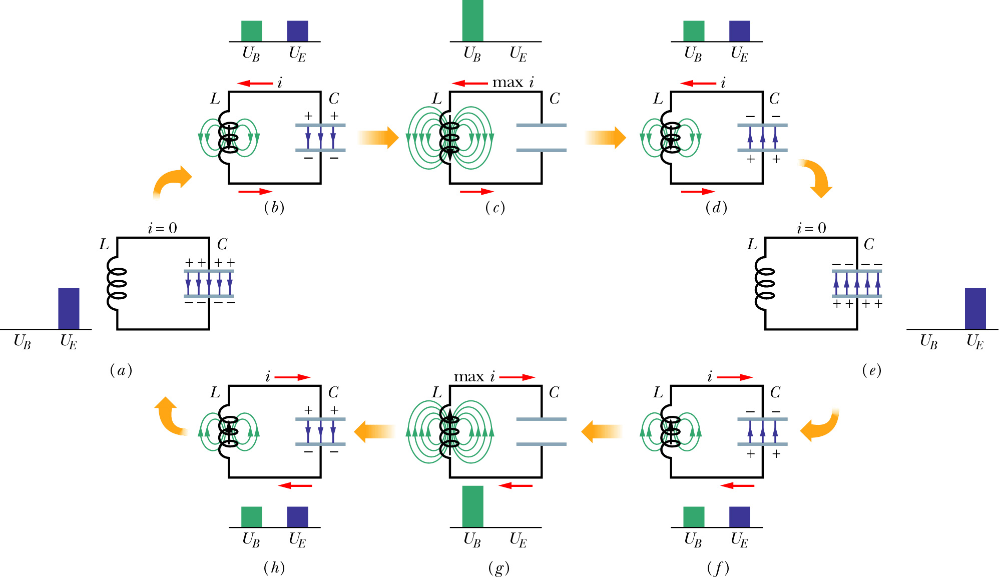 U_B U_E
U_B U_E
U_B U_E
i
max i
i
L C
L C
L C
+ +
− −
− −
+ +
(b)
(c)
(d)
i = 0
L C
+ + + +
− − − −
U_B U_E
(a)
i = 0
L C
− − − −
+ + + +
U_B U_E
(e)
i
max i
i
L C
L C
L C
+ +
− −
− −
+ +
U_B U_E
U_B U_E
U_B U_E
(h)
(g)
(f)